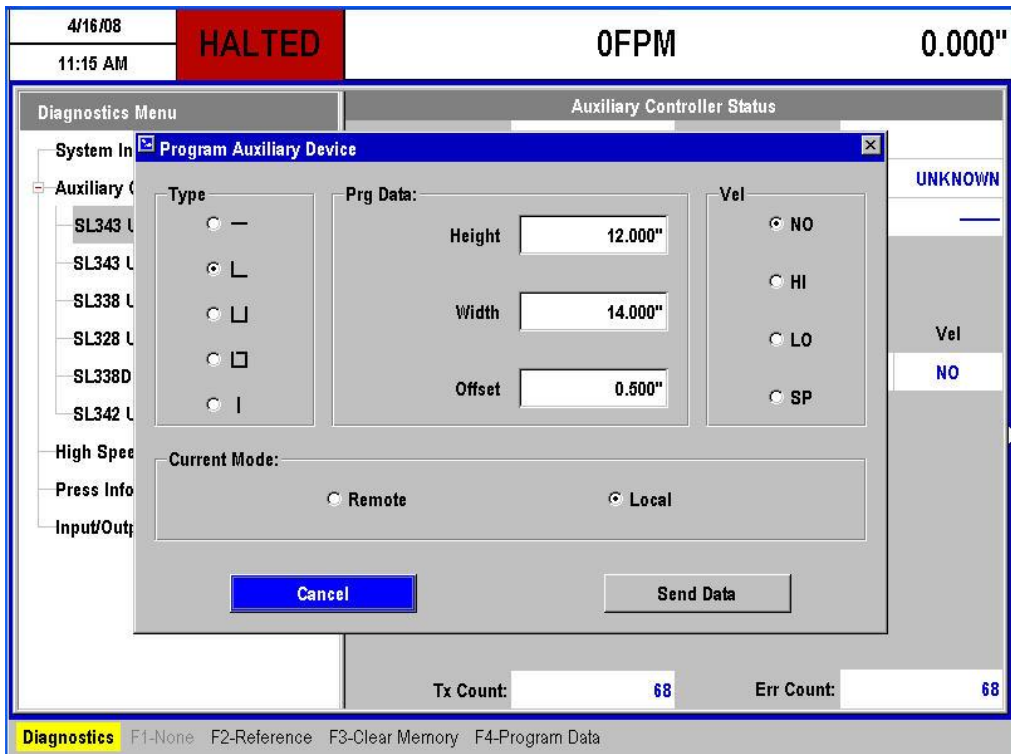 4/16/08
11:15 AM
HALTED
0FPM
0.000"
Diagnostics Menu
Auxiliary Controller Status
System In
Program Auxiliary Device
Auxiliary
UNKNOWN
SL343 U
SL343 U
SL338 U
SL328 U
SL338D
SL342 U
High Spee
Press Info
Input/Outp
Type
Prg Data:
Height
12.000"
Width
14.000"
Offset
0.500"
Vel
NO
HI
LO
SP
Vel
NO
Current Mode:
Remote
Local
Cancel
Send Data
Tx Count:
68
Err Count:
68
Diagnostics F1-None F2-Reference F3-Clear Memory F4-Program Data